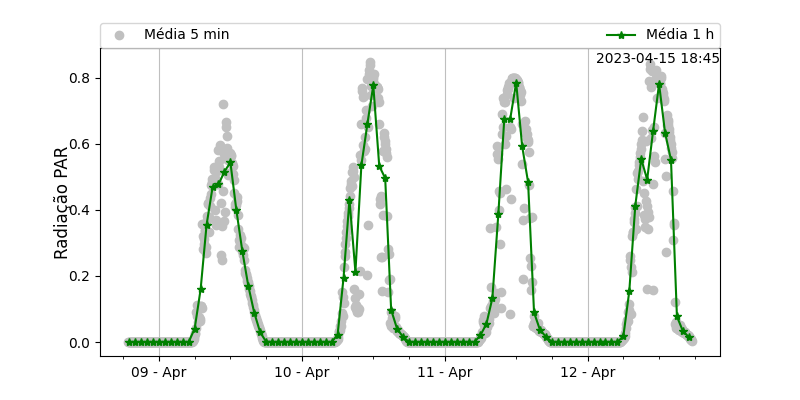 Média 5 min
Média 1 h
2023-04-15 18:45
Radiação PAR
0.8
0.6
0.4
0.2
0.0
09 - Apr
10 - Apr
11 - Apr
12 - Apr